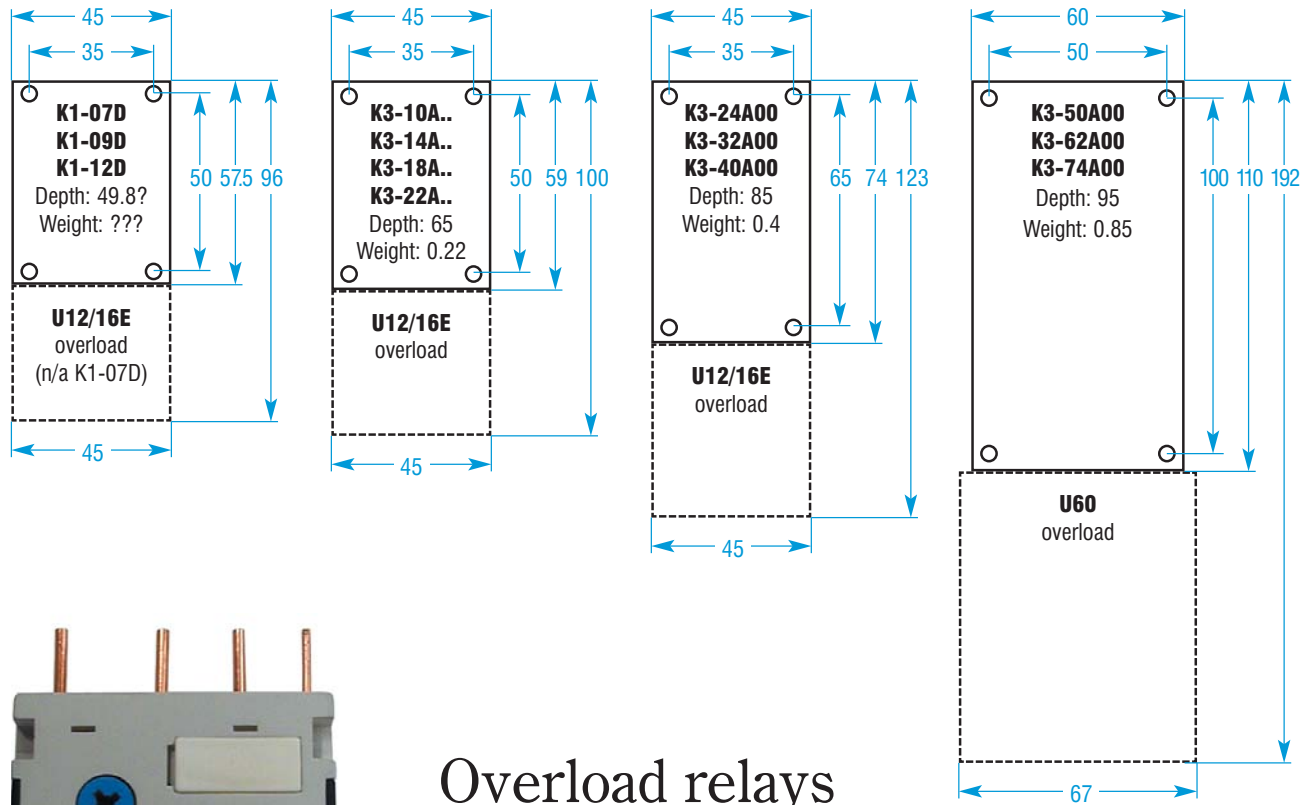 45
35
K1-07D
K1-09D
K1-12D
Depth: 49.8?
Weight: ???
50
57.5
96
U12/16E
overload
(n/a K1-07D)
45
45
35
K3-10A..
K3-14A..
K3-18A..
K3-22A..
Depth: 65
Weight: 0.22
50
59
100
U12/16E
overload
45
45
35
K3-24A00
K3-32A00
K3-40A00
Depth: 85
Weight: 0.4
65
74
123
U12/16E
overload
45
60
50
K3-50A00
K3-62A00
K3-74A00
Depth: 95
Weight: 0.85
100
110
192
U60
overload
67
Overload relays